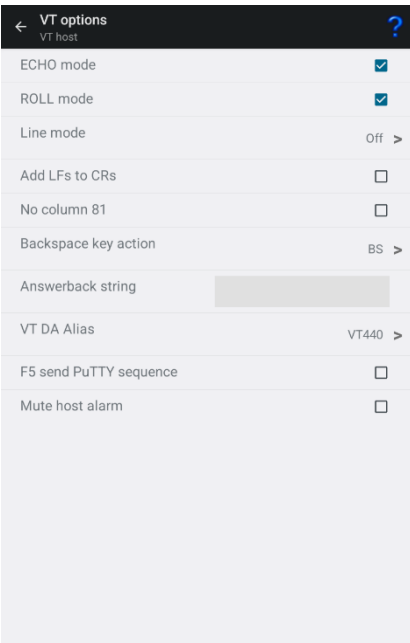 ← VT options ?
VT host
ECHO mode
ROLL mode
Line mode Off >
Add LFs to CRs
No column 81
Backspace key action BS >
Answerback string
VT DA Alias VT440 >
F5 send PuTTY sequence
Mute host alarm